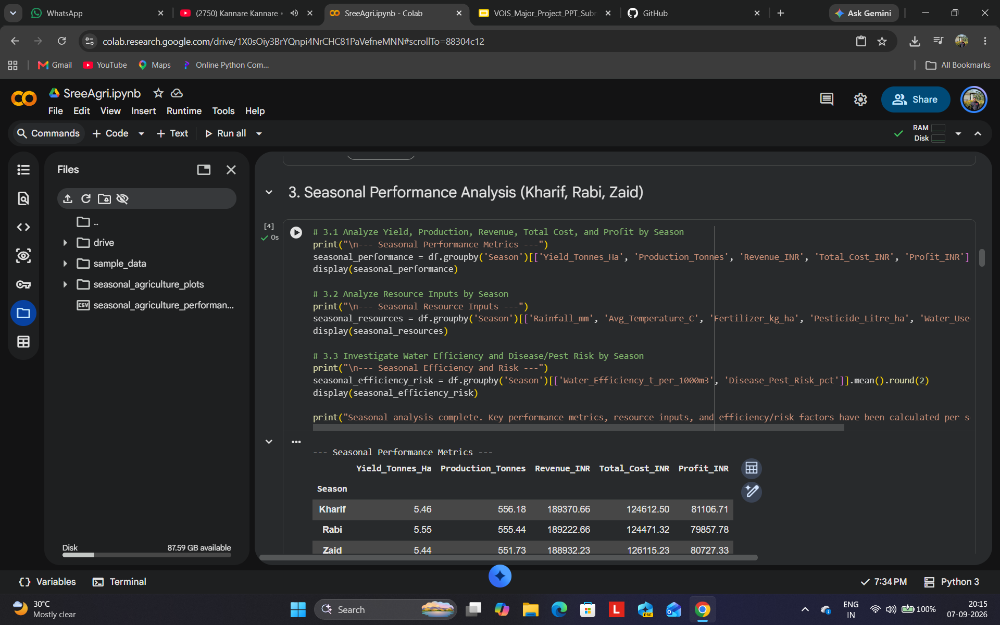 WhatsApp
(2750) Kannare Kannare
SreeAgri.ipynb - Colab
VOIS_Major_Project_PPT_Sub
GitHub
Ask Gemini
colab.research.google.com/drive/1X0sOiy3BrYQnpi4NrCHC81PaVefneMNN#scrollTo=88304c12
Gmail
YouTube
Maps
Online Python Com...
All Bookmarks
SreeAgri.ipynb
File Edit View Insert Runtime Tools Help
Share
Commands + Code + Text Run all
RAM
Disk
Files
..
drive
sample_data
seasonal_agriculture_plots
CSV seasonal_agriculture_performan...
Disk 87.59 GB available
3. Seasonal Performance Analysis (Kharif, Rabi, Zaid)
[4]
0s
# 3.1 Analyze Yield, Production, Revenue, Total Cost, and Profit by Season
print("\n--- Seasonal Performance Metrics ---")
seasonal_performance = df.groupby('Season')[['Yield_Tonnes_Ha', 'Production_Tonnes', 'Revenue_INR', 'Total_Cost_INR', 'Profit_INR']
display(seasonal_performance)
# 3.2 Analyze Resource Inputs by Season
print("\n--- Seasonal Resource Inputs ---")
seasonal_resources = df.groupby('Season')[['Rainfall_mm', 'Avg_Temperature_C', 'Fertilizer_kg_ha', 'Pesticide_Litre_ha', 'Water_Use
display(seasonal_resources)
# 3.3 Investigate Water Efficiency and Disease/Pest Risk by Season
print("\n--- Seasonal Efficiency and Risk ---")
seasonal_efficiency_risk = df.groupby('Season')[['Water_Efficiency_t_per_1000m3', 'Disease_Pest_Risk_pct']].mean().round(2)
display(seasonal_efficiency_risk)
print("Seasonal analysis complete. Key performance metrics, resource inputs, and efficiency/risk factors have been calculated per s
--- Seasonal Performance Metrics ---
Yield_Tonnes_Ha Production_Tonnes Revenue_INR Total_Cost_INR Profit_INR
Season
Kharif 5.46 556.18 189370.66 124612.50 81106.71
Rabi 5.55 555.44 189222.66 124471.32 79857.78
Zaid 5.44 551.73 188932.23 126115.23 80727.33
Variables
Terminal
7:34 PM
Python 3
30°C
Mostly clear
Search
L
PRE
ENG
IN
100%
20:15
07-09-2026